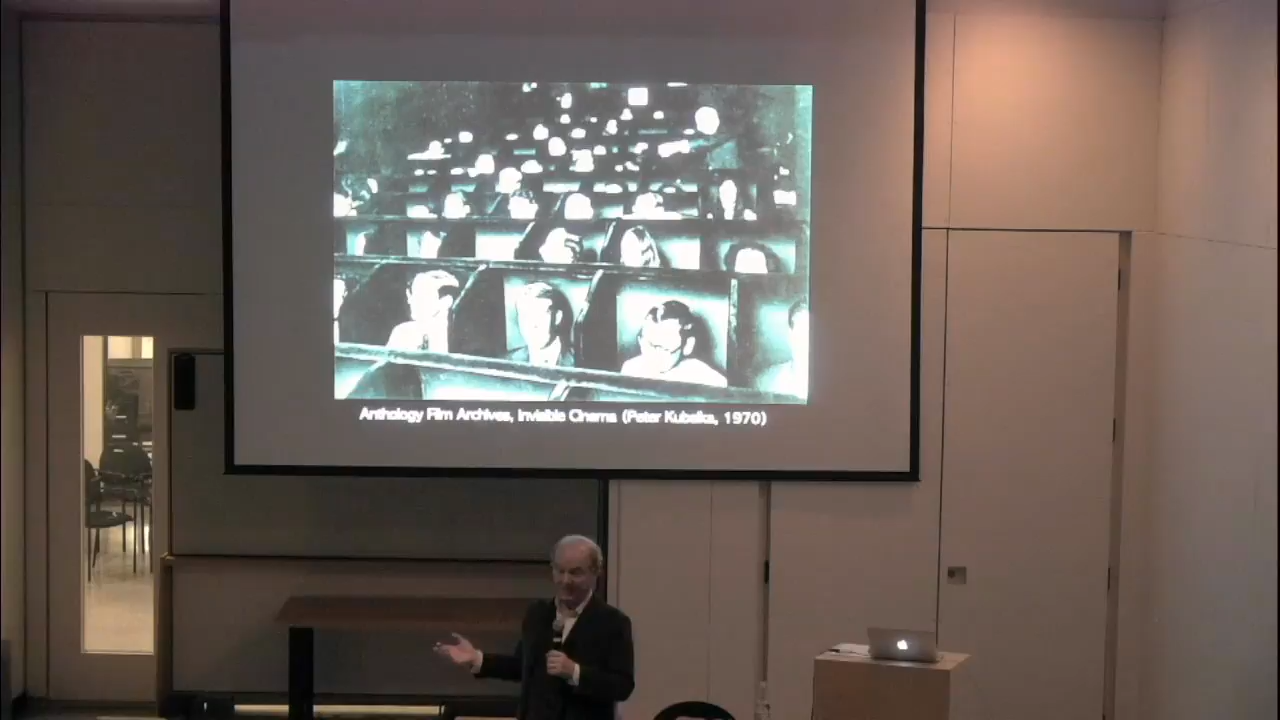 Anthology Film Archives, Invisible Cinema (Peter Kubelka, 1970)